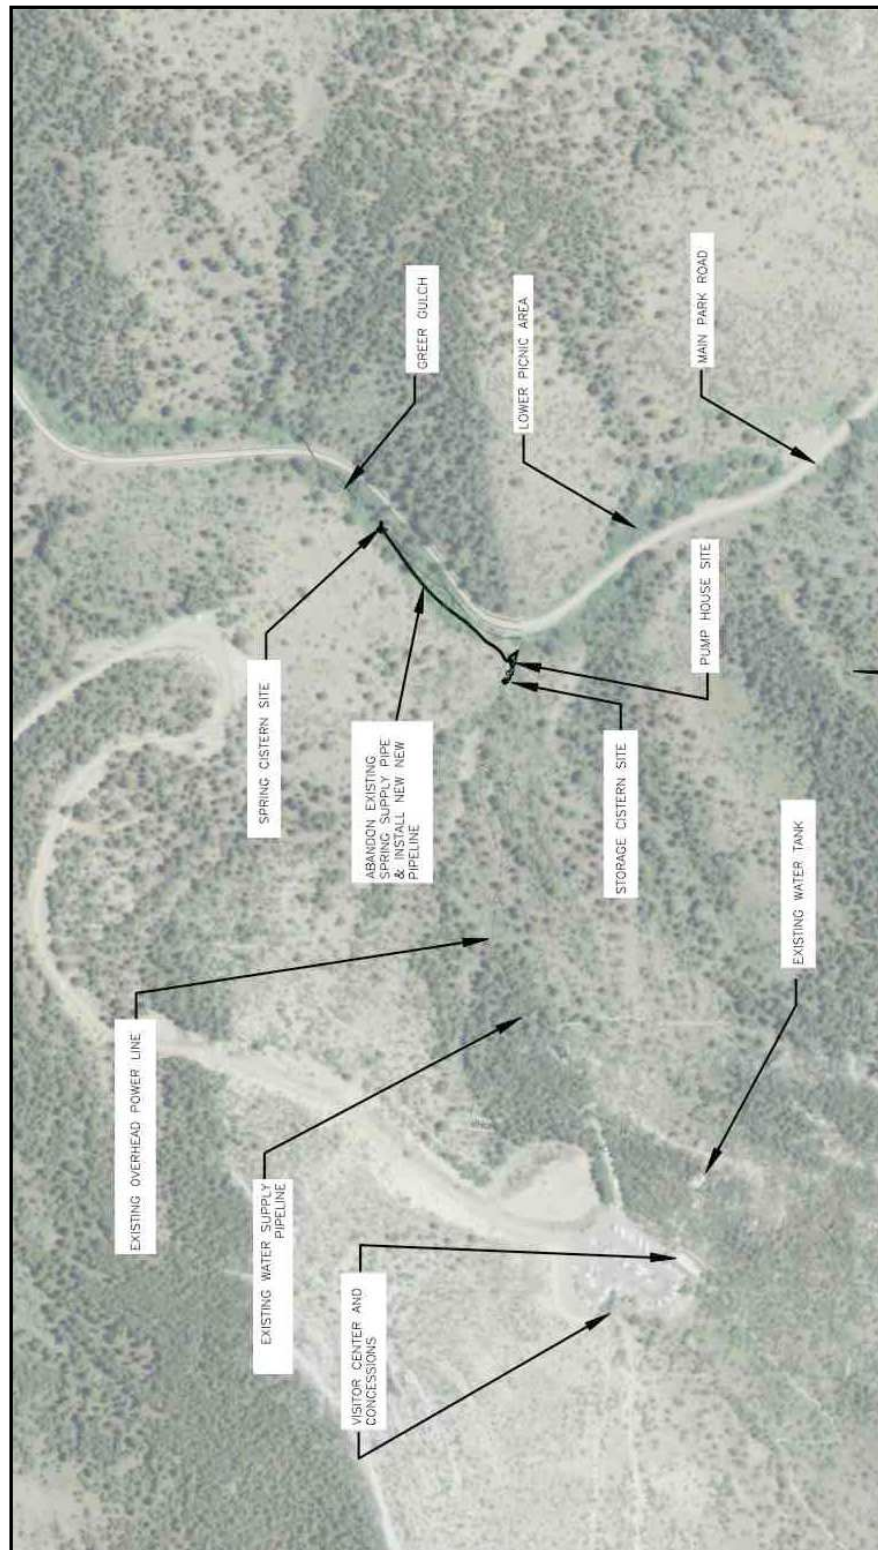 EXISTING OVERHEAD POWER LINE
EXISTING WATER SUPPLY
PIPELINE
VISITOR CENTER AND
CONCESSIONS
SPRING CISTERN SITE
ABANDON EXISTING
SPRING SUPPLY PIPE
& INSTALL NEW NEW
PIPELINE
GREER GULCH
LOWER PICNIC AREA
MAIN PARK ROAD
PUMP HOUSE SITE
STORAGE CISTERN SITE
EXISTING WATER TANK